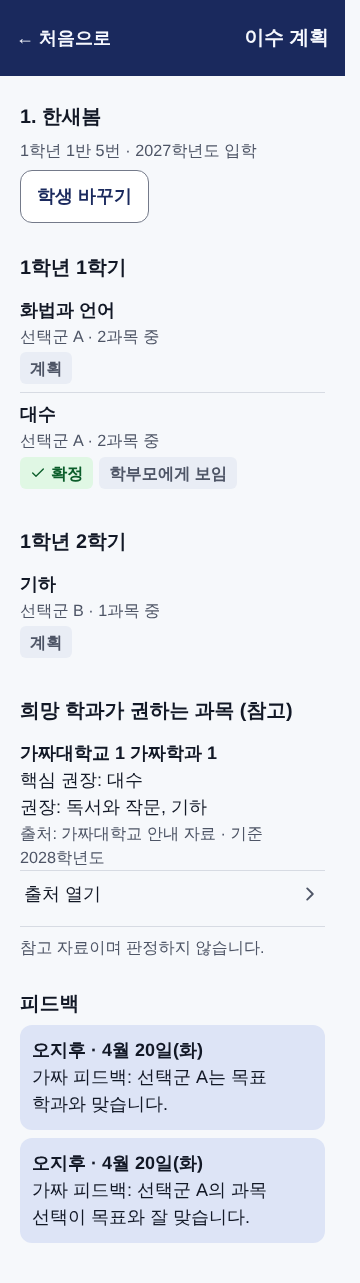 ← 처음으로
이수 계획
1. 한새봄
1학년 1반 5번 · 2027학년도 입학
학생 바꾸기
1학년 1학기
화법과 언어
선택군 A · 2과목 중
계획
대수
선택군 A · 2과목 중
✓ 확정
학부모에게 보임
1학년 2학기
기하
선택군 B · 1과목 중
계획
희망 학과가 권하는 과목 (참고)
가짜대학교 1 가짜학과 1
핵심 권장: 대수
권장: 독서와 작문, 기하
출처: 가짜대학교 안내 자료 · 기준
2028학년도
출처 열기
참고 자료이며 판정하지 않습니다.
피드백
오지후 · 4월 20일(화)
가짜 피드백: 선택군 A는 목표
학과와 맞습니다.
오지후 · 4월 20일(화)
가짜 피드백: 선택군 A의 과목
선택이 목표와 잘 맞습니다.